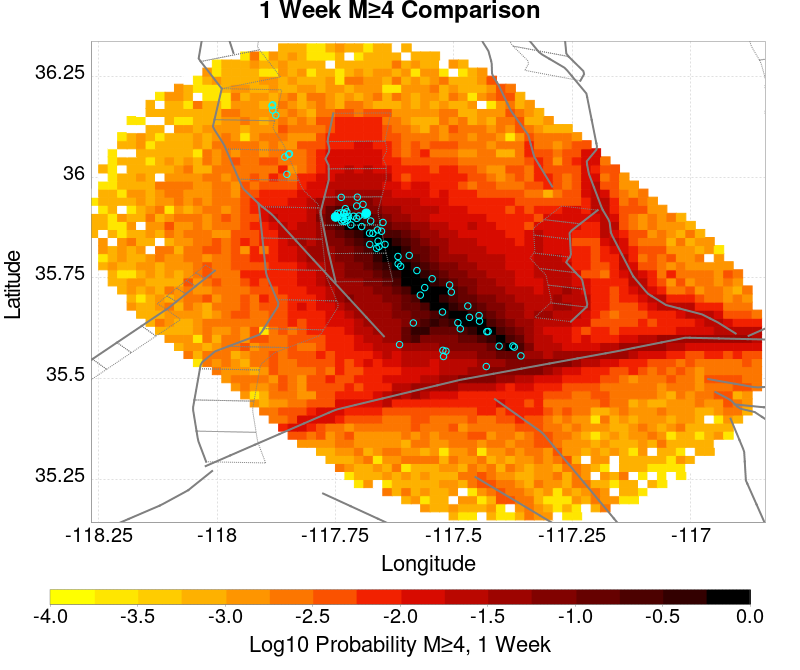 1 Week M≥4 Comparison
36.25
36
35.75
35.5
35.25
Latitude
-118.25 -118 -117.75 -117.5 -117.25 -117
Longitude
-4.0 -3.5 -3.0 -2.5 -2.0 -1.5 -1.0 -0.5 0.0
Log10 Probability M≥4, 1 Week